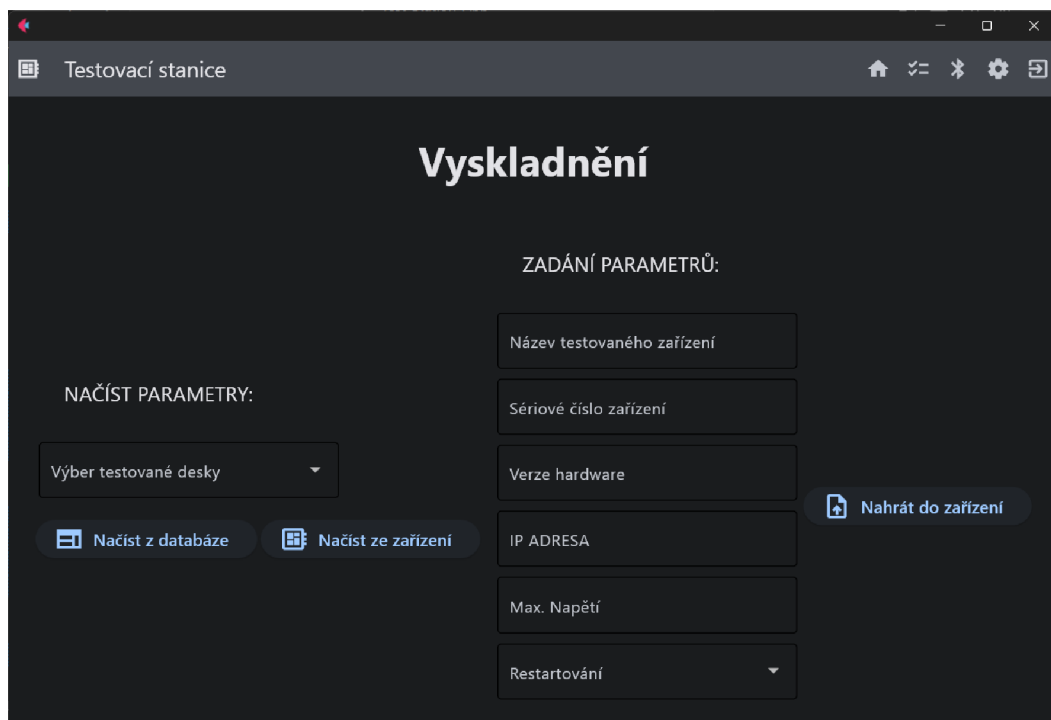 Testovací stanice
Vyskladnění
ZADÁNÍ PARAMETRŮ:
Název testovaného zařízení
Sériové číslo zařízení
Verze hardware
IP ADRESA
Max. Napětí
Restartování
NAČÍST PARAMETRY:
Výber testované desky
Načíst z databáze
Načíst ze zařízení
Nahrát do zařízení